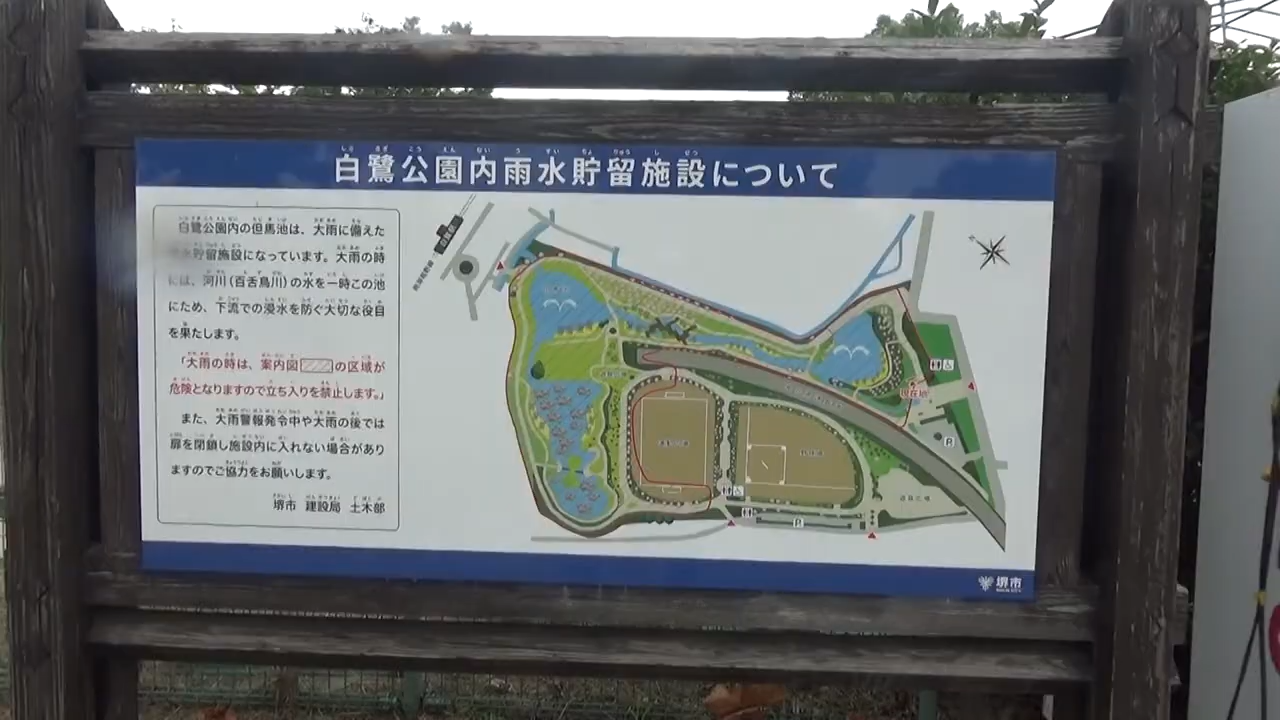 白鷺公園内雨水貯留施設について
白鷺公園内の但馬池は、大雨に備えた
貯留施設になっています。大雨の時
には、河川(百舌鳥川)の水を一時この池
にため、下流での浸水を防ぐ大切な役目
を果たします。
「大雨の時は、案内図の区域が
危険となりますので立ち入りを禁止します。」
また、大雨警報発令中や大雨の後では
扉を閉鎖し施設内に入れない場合があり
ますのでご協力をお願いします。
堺市 建設局 土木部
現在地
P
P
堺市